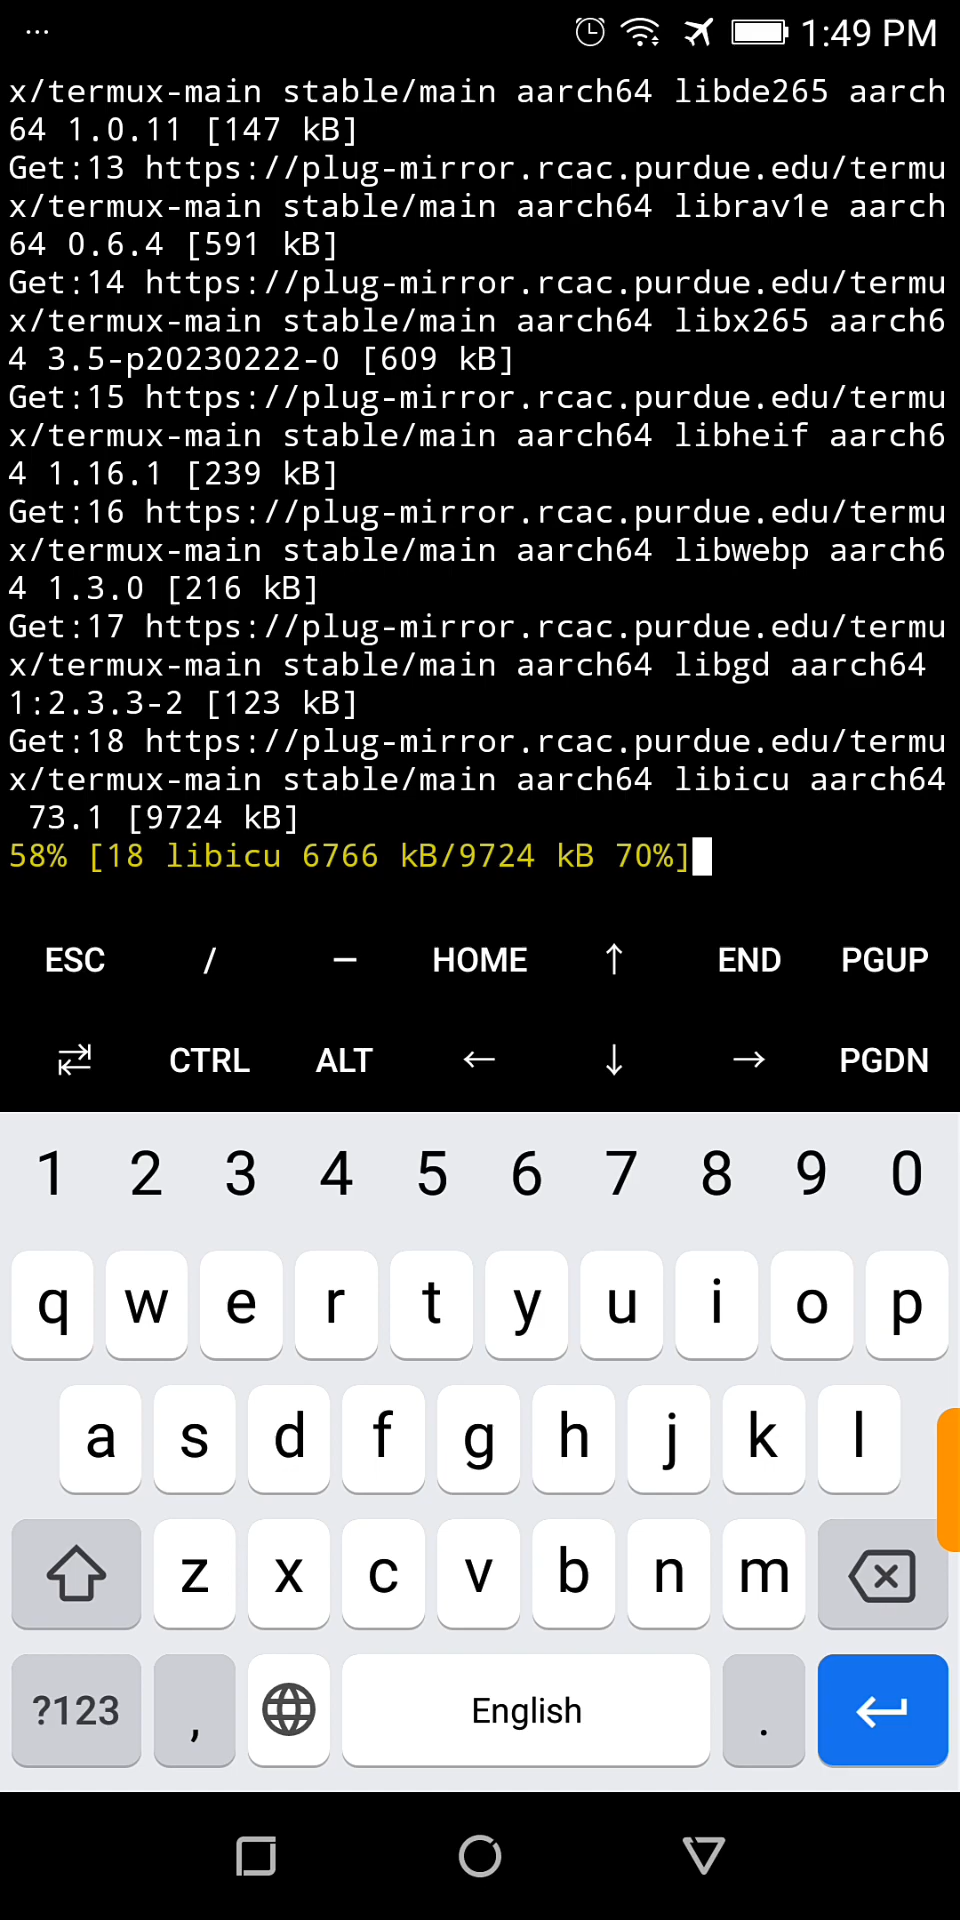 ... 1:49 PM
x/termux-main stable/main aarch64 libde265 aarch
64 1.0.11 [147 kB]
Get:13 https://plug-mirror.rcac.purdue.edu/termu
x/termux-main stable/main aarch64 librav1e aarch
64 0.6.4 [591 kB]
Get:14 https://plug-mirror.rcac.purdue.edu/termu
x/termux-main stable/main aarch64 libx265 aarch6
4 3.5-p20230222-0 [609 kB]
Get:15 https://plug-mirror.rcac.purdue.edu/termu
x/termux-main stable/main aarch64 libheif aarch6
4 1.16.1 [239 kB]
Get:16 https://plug-mirror.rcac.purdue.edu/termu
x/termux-main stable/main aarch64 libwebp aarch6
4 1.3.0 [216 kB]
Get:17 https://plug-mirror.rcac.purdue.edu/termu
x/termux-main stable/main aarch64 libgd aarch64
1:2.3.3-2 [123 kB]
Get:18 https://plug-mirror.rcac.purdue.edu/termu
x/termux-main stable/main aarch64 libicu aarch64
73.1 [9724 kB]
58% [18 libicu 6766 kB/9724 kB 70%]
ESC / — HOME ↑ END PGUP
CTRL ALT ← ↓ → PGDN
1 2 3 4 5 6 7 8 9 0
q w e r t y u i o p
a s d f g h j k l
z x c v b n m
?123 , English .